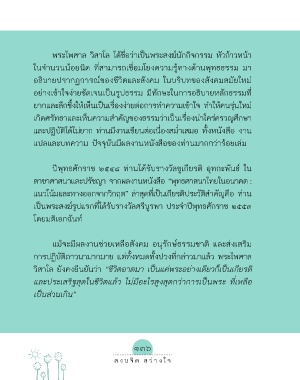 พระไพศาล วิสาโล ได้ชื่อว่าเป็นพระสงฆ์นักกิจกรรม หัวก้าวหน้า
ในจำนวนน้อยนิด ที่สามารถเชื่อมโยงความรู้ทางด้านพุทธธรรม มา
อธิบายปรากฏการณ์ของชีวิตและสังคม ในบริบทของสังคมสมัยใหม่
อย่างเข้าใจง่ายชัดเจนเป็นรูปธรรม มีทักษะในการอธิบายหลักธรรมที่
ยากและลึกซึ้งให้เห็นเป็นเรื่องง่ายต่อการทำความเข้าใจ ทำให้คนรุ่นใหม่
เกิดศรัทธาและเห็นความสำคัญของธรรมว่าเป็นเรื่องน่าใคร่ครวญศึกษา
และปฏิบัติได้ไม่ยาก ท่านมีงานเขียนต่อเนื่องสม่ำเสมอ ทั้งหนังสือ งาน
แปลและบทความ ปัจจุบันมีผลงานหนังสือของท่านมากกว่าร้อยเล่ม
ปีพุทธศักราช ๒๕๔๘ ท่านได้รับรางวัลชูเกียรติ อุทกะพันธุ์ ใน
สาขาศาสนาและปรัชญา จากผลงานหนังสือ "พุทธศาสนาไทยในอนาคต :
แนวโน้มและทางออกจากวิกฤต" ล่าสุดที่เป็นเกียรติประวัติสำคัญคือ ท่าน
เป็นพระสงฆ์รูปแรกที่ได้รับรางวัลศรีบูรพา ประจำปีพุทธศักราช ๒๕๕๓
โดยมติเอกฉันท์
แม้จะมีผลงานช่วยเหลือสังคม อนุรักษ์ธรรมชาติ และส่งเสริม
การปฏิบัติภาวนามากมาย แต่ทั้งหมดทั้งปวงที่กล่าวมาแล้ว พระไพศาล
วิสาโล ยังคงยืนยันว่า "ชีวิตอาตมา เป็นแค่พระอย่างเดียวก็เป็นเกียรติ
และประเสริฐสุดในชีวิตแล้ว ไม่มีอะไรสูงสุดกว่าการเป็นพระ ที่เหลือ
เป็นส่วนเกิน"
๑๓๖
สงบจิต สว่างใจ